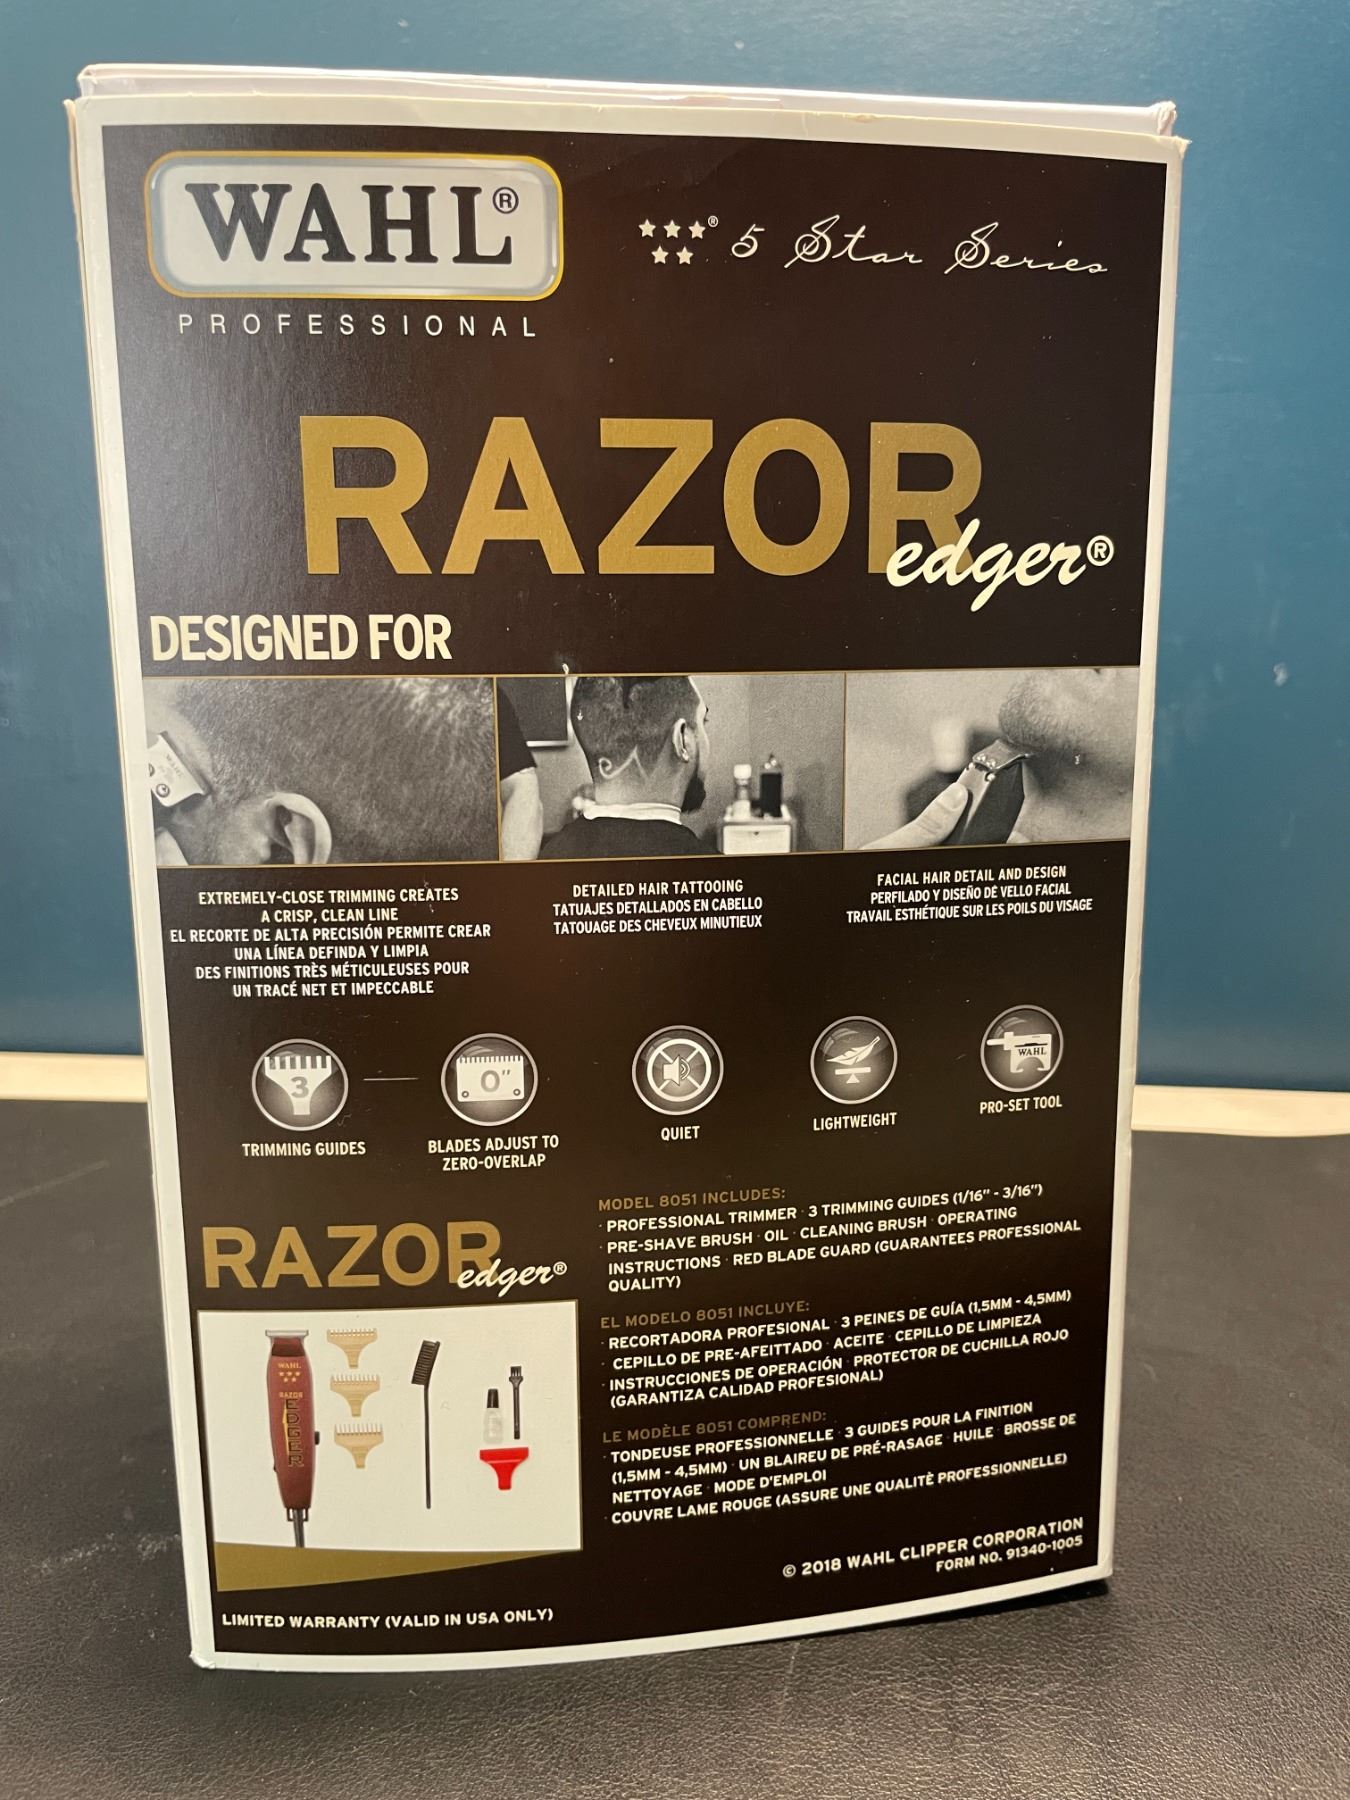 WAHL®
PROFESSIONAL
® 5 Star Series
RAZOR
edger®
DESIGNED FOR
WAHL
EXTREMELY-CLOSE TRIMMING CREATES
A CRISP, CLEAN LINE
EL RECORTE DE ALTA PRECISIÓN PERMITE CREAR
UNA LÍNEA DEFINDA Y LIMPIA
DES FINITIONS TRÈS MÉTICULEUSES POUR
UN TRACÉ NET ET IMPECCABLE
DETAILED HAIR TATTOOING
TATUAJES DETALLADOS EN CABELLO
TATOUAGE DES CHEVEUX MINUTIEUX
FACIAL HAIR DETAIL AND DESIGN
PERFILADO Y DISEÑO DE VELLO FACIAL
TRAVAIL ESTHÉTIQUE SUR LES POILS DU VISAGE
3
TRIMMING GUIDES
0"
BLADES ADJUST TO
ZERO-OVERLAP
QUIET
LIGHTWEIGHT
WAHL
PRO-SET TOOL
RAZOR
edger®
WAHL
RAZOR
EDGER
MODEL 8051 INCLUDES:
· PROFESSIONAL TRIMMER · 3 TRIMMING GUIDES (1/16" - 3/16")
· PRE-SHAVE BRUSH · OIL · CLEANING BRUSH · OPERATING
INSTRUCTIONS · RED BLADE GUARD (GUARANTEES PROFESSIONAL
QUALITY)
EL MODELO 8051 INCLUYE:
· RECORTADORA PROFESIONAL · 3 PEINES DE GUÍA (1,5MM - 4,5MM)
· CEPILLO DE PRE-AFEITTADO · ACEITE · CEPILLO DE LIMPIEZA
· INSTRUCCIONES DE OPERACIÓN · PROTECTOR DE CUCHILLA ROJO
(GARANTIZA CALIDAD PROFESIONAL)
LE MODÈLE 8051 COMPREND:
· TONDEUSE PROFESSIONNELLE · 3 GUIDES POUR LA FINITION
(1,5MM - 4,5MM) · UN BLAIREU DE PRÉ-RASAGE · HUILE · BROSSE DE
NETTOYAGE · MODE D'EMPLOI
· COUVRE LAME ROUGE (ASSURE UNE QUALITÈ PROFESSIONNELLE)
© 2018 WAHL CLIPPER CORPORATION
FORM NO. 91340-1005
LIMITED WARRANTY (VALID IN USA ONLY)